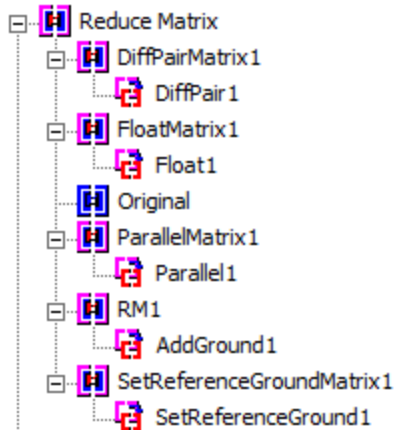 Reduce Matrix
DiffPairMatrix1
DiffPair1
FloatMatrix1
Float1
Original
ParallelMatrix1
Parallel1
RM1
AddGround1
SetReferenceGroundMatrix1
SetReferenceGround1